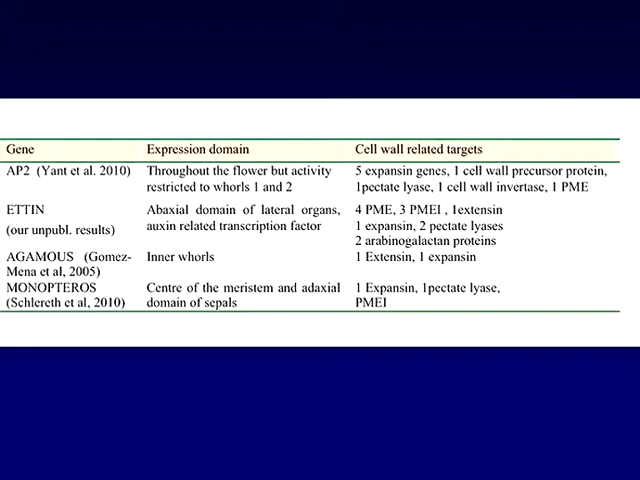 Gene Expression domain Cell wall related targets
AP2 (Yant et al. 2010) Throughout the flower but activity 5 expansin genes, 1 cell wall precursor protein,
restricted to whorls 1 and 2 1pectate lyase, 1 cell wall invertase, 1 PME
ETTIN Abaxial domain of lateral organs, 4 PME, 3 PMEI , 1extensin
(our unpubl. results) auxin related transcription factor 1 expansin, 2 pectate lyases
2 arabinogalactan proteins
AGAMOUS (Gomez- Inner whorls 1 Extensin, 1 expansin
Mena et al, 2005)
MONOPTEROS Centre of the meristem and adaxial 1 Expansin, 1pectate lyase,
(Schlereth et al, 2010) domain of sepals PMEI